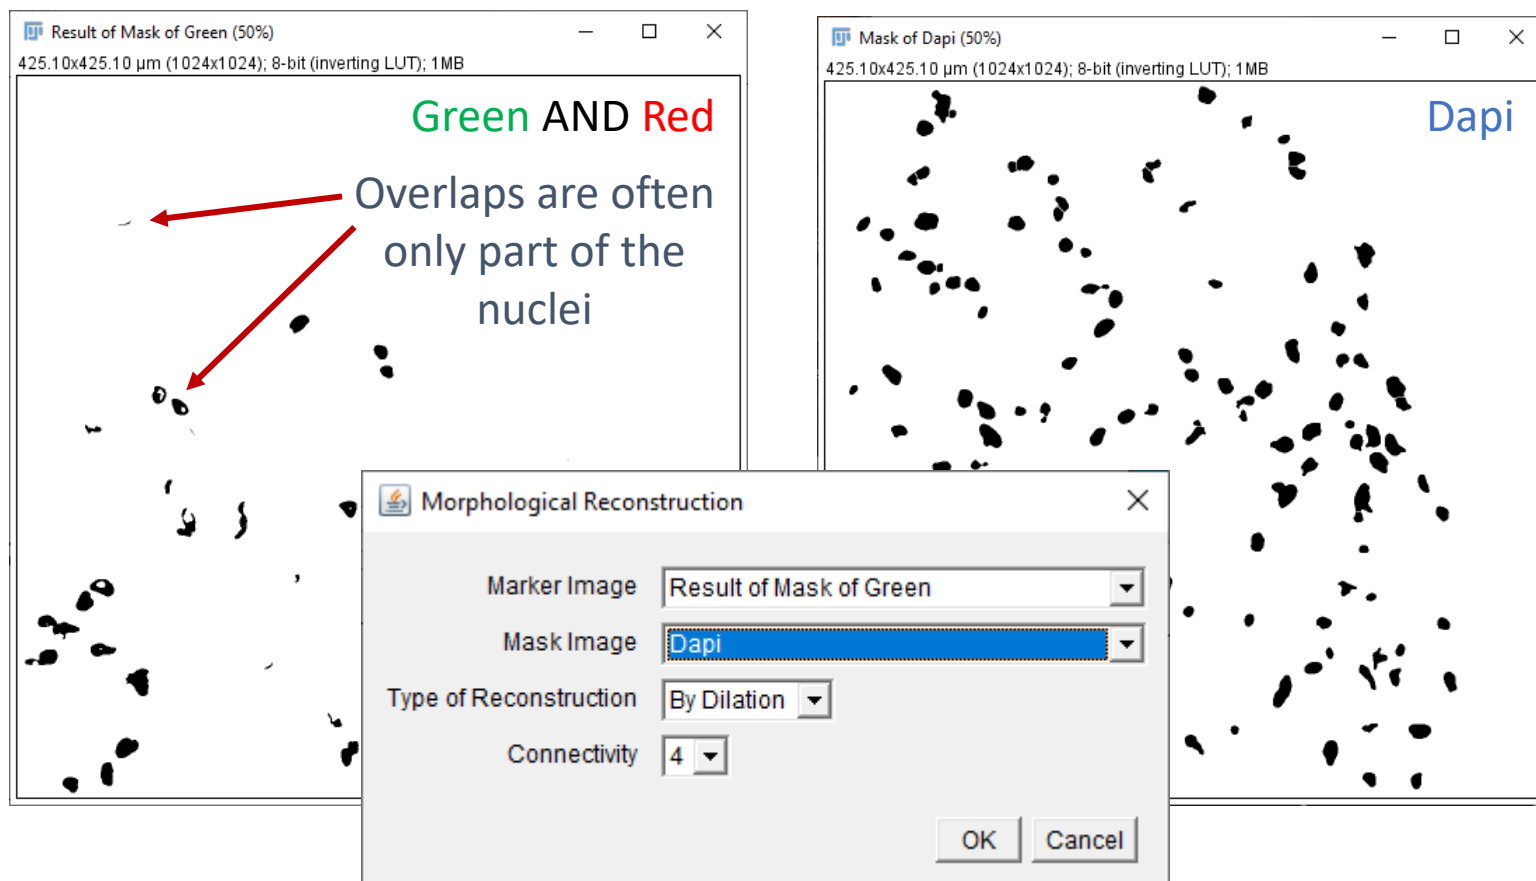 Result of Mask of Green (50%)
425.10x425.10 µm (1024x1024); 8-bit (inverting LUT); 1MB
Green AND Red
Overlaps are often
only part of the
nuclei
Mask of Dapi (50%)
425.10x425.10 µm (1024x1024); 8-bit (inverting LUT); 1MB
Dapi
Morphological Reconstruction
Marker Image Result of Mask of Green
Mask Image Dapi
Type of Reconstruction By Dilation
Connectivity 4
OK Cancel